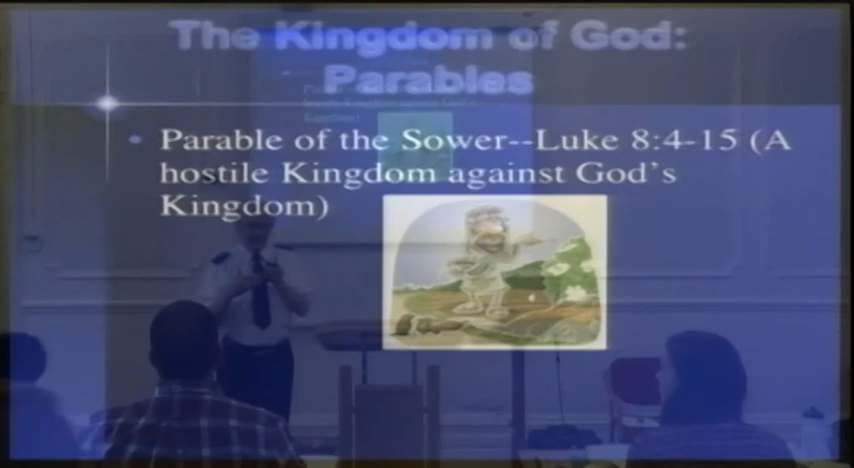 The Kingdom of God:
Parables
• Parable of the Sower--Luke 8:4-15 (A
hostile Kingdom against God's
Kingdom)